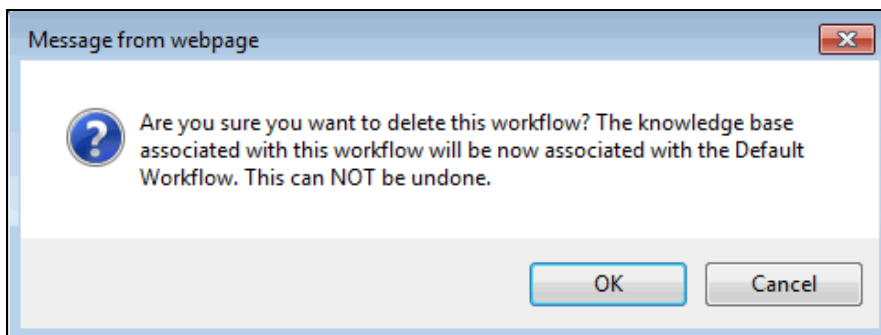 Message from webpage
Are you sure you want to delete this workflow? The knowledge base
associated with this workflow will be now associated with the Default
Workflow. This can NOT be undone.
OK
Cancel